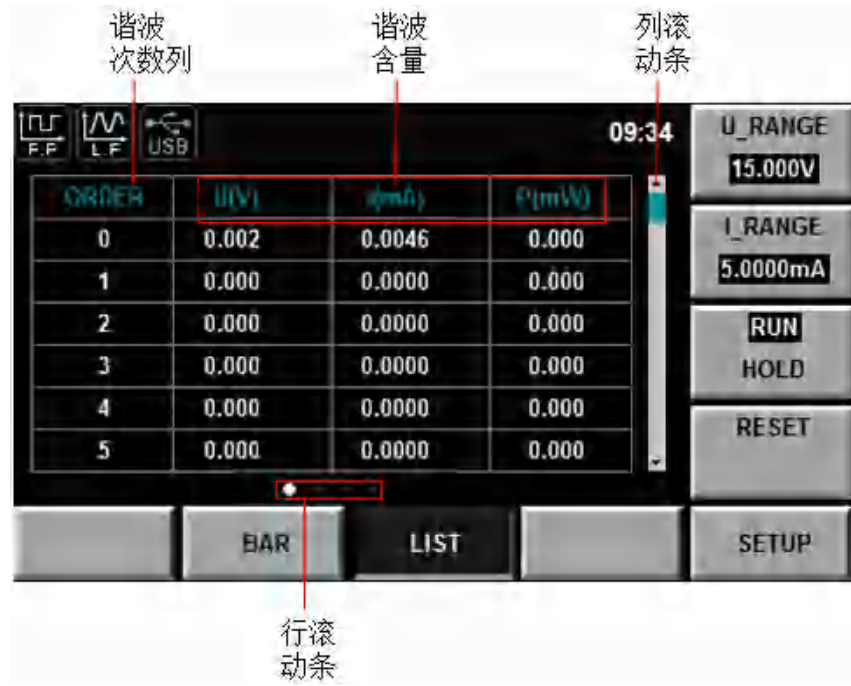 谐波
次数列
谐波
含量
列滚
动条
F.F
L.F
USB
09:34
U_RANGE
15.000V
ORDER U(V) I(mA) P(mW)
0 0.002 0.0046 0.000
1 0.000 0.0000 0.000
2 0.000 0.0000 0.000
3 0.000 0.0000 0.000
4 0.000 0.0000 0.000
5 0.000 0.0000 0.000
I_RANGE
5.0000mA
RUN
HOLD
RESET
BAR
LIST
SETUP
行滚
动条